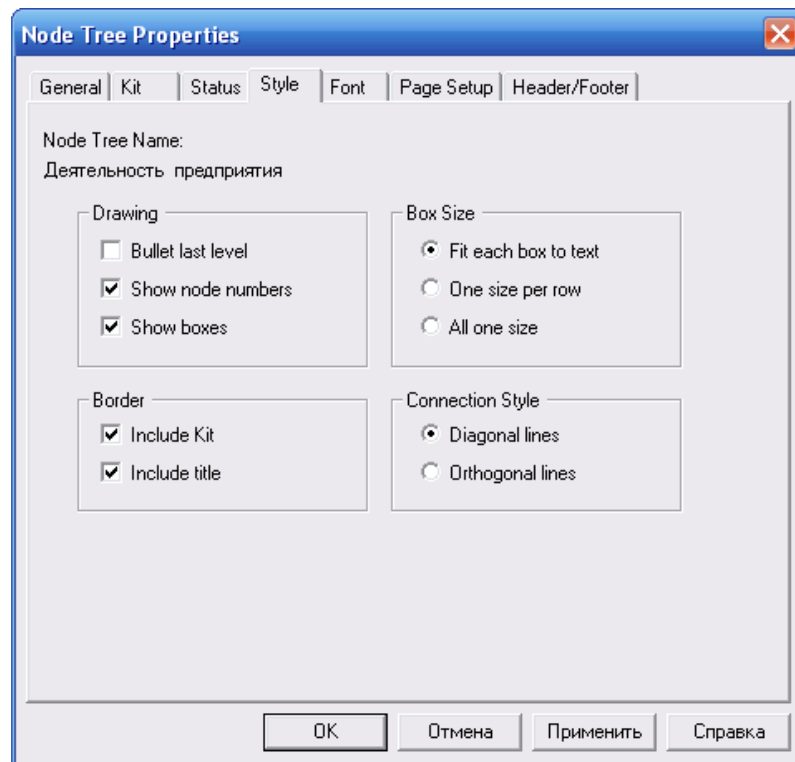 Node Tree Properties
General Kit Status Style Font Page Setup Header/Footer
Node Tree Name:
Деятельность предприятия
Drawing
Bullet last level
Show node numbers
Show boxes
Box Size
Fit each box to text
One size per row
All one size
Border
Include Kit
Include title
Connection Style
Diagonal lines
Orthogonal lines
OK Отмена Применить Справка